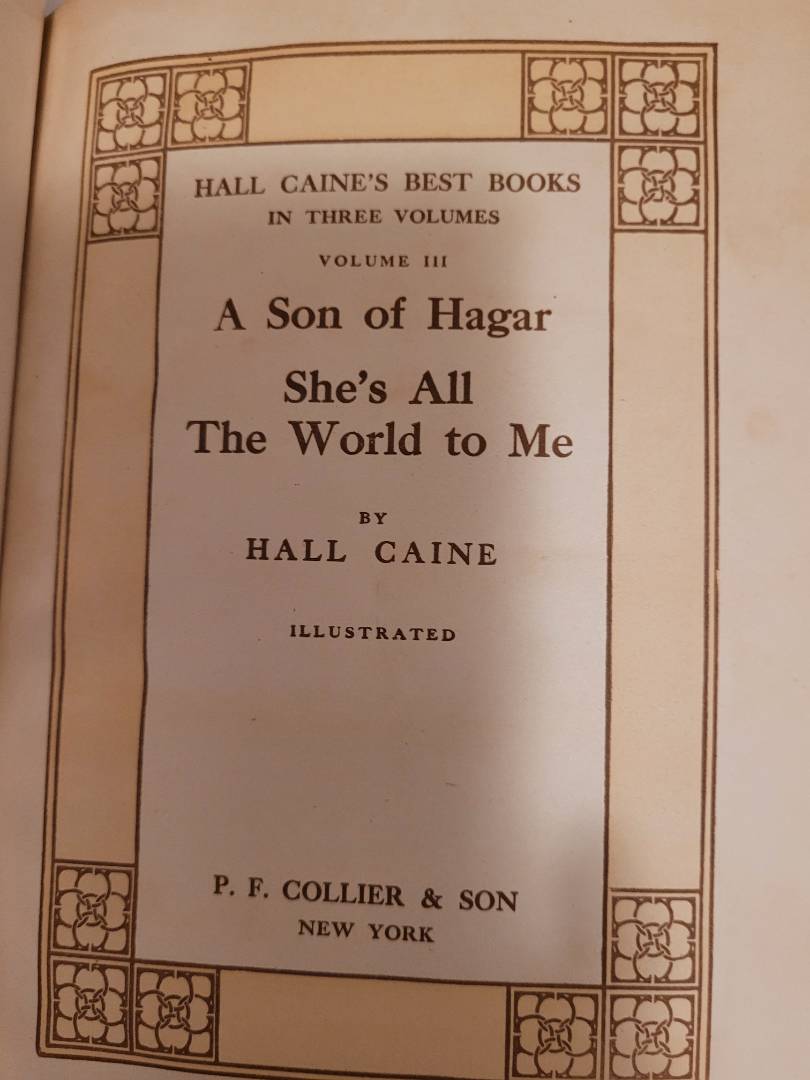 HALL CAINE'S BEST BOOKS
IN THREE VOLUMES
VOLUME III
A Son of Hagar
She's All
The World to Me
BY
HALL CAINE
ILLUSTRATED
P. F. COLLIER & SON
NEW YORK